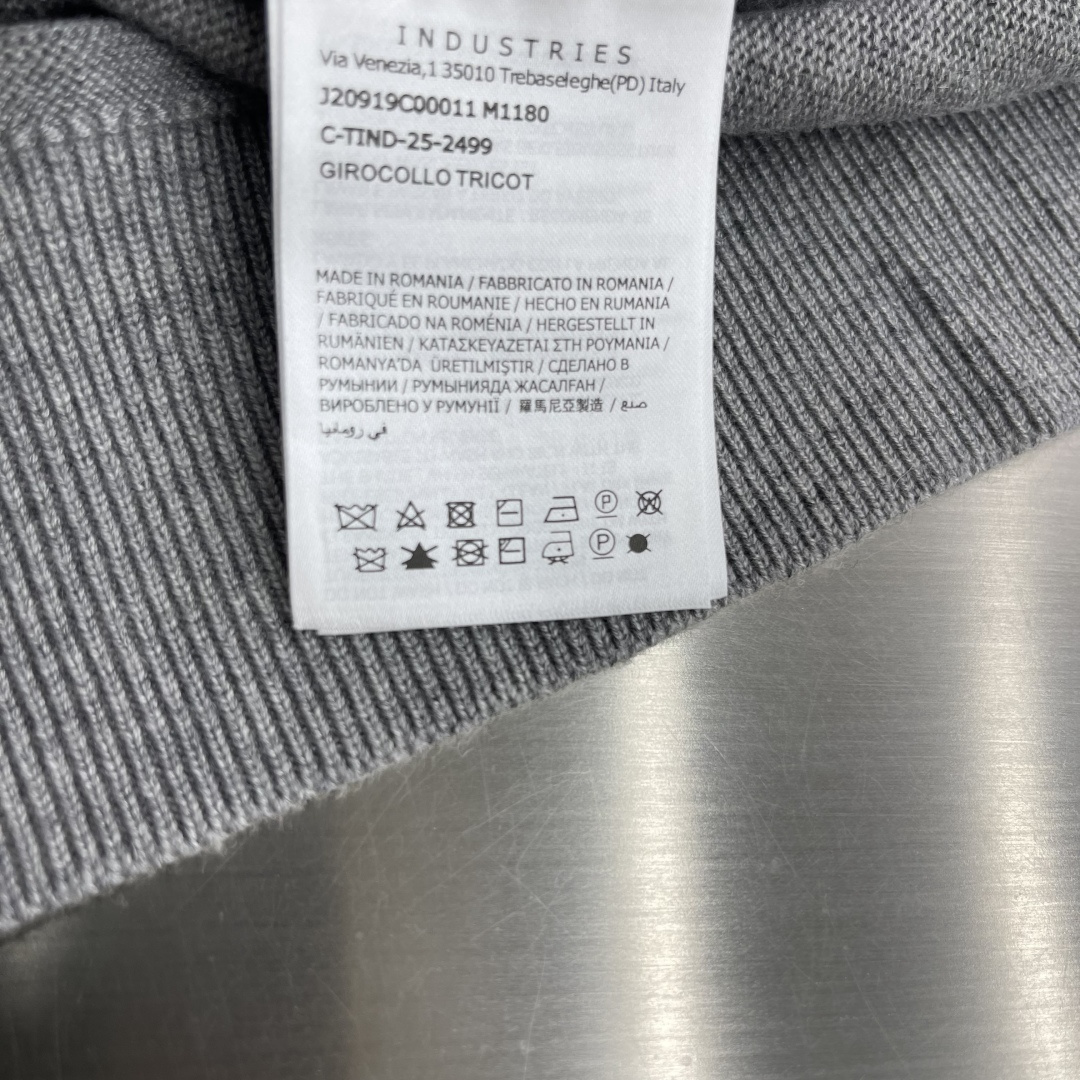 INDUSTRIES
Via Venezia,1 35010 Trebaseleghe(PD) Italy
J20919C00011 M1180
C-TIND-25-2499
GIROCOLLO TRICOT
MADE IN ROMANIA / FABBRICATO IN ROMANIA /
FABRIQUÉ EN ROUMANIE / HECHO EN RUMANIA
/ FABRICADO NA ROMÉNIA / HERGESTELLT IN
RUMÄNIEN / ΚΑΤΑΣΚΕΥΑΖΕΤΑΙ ΣΤΗ ΡΟΥΜΑΝΙΑ /
ROMANYA'DA ÜRETILMIŞTIR / СДЕЛАНО В
РУМЫНИИ / РУМЫНИЯДА ЖАСАЛҒАН /
ВИРОБЛЕНО У РУМУНІЇ / 羅馬尼亞製造 / صنع
في رومانيا
P
P